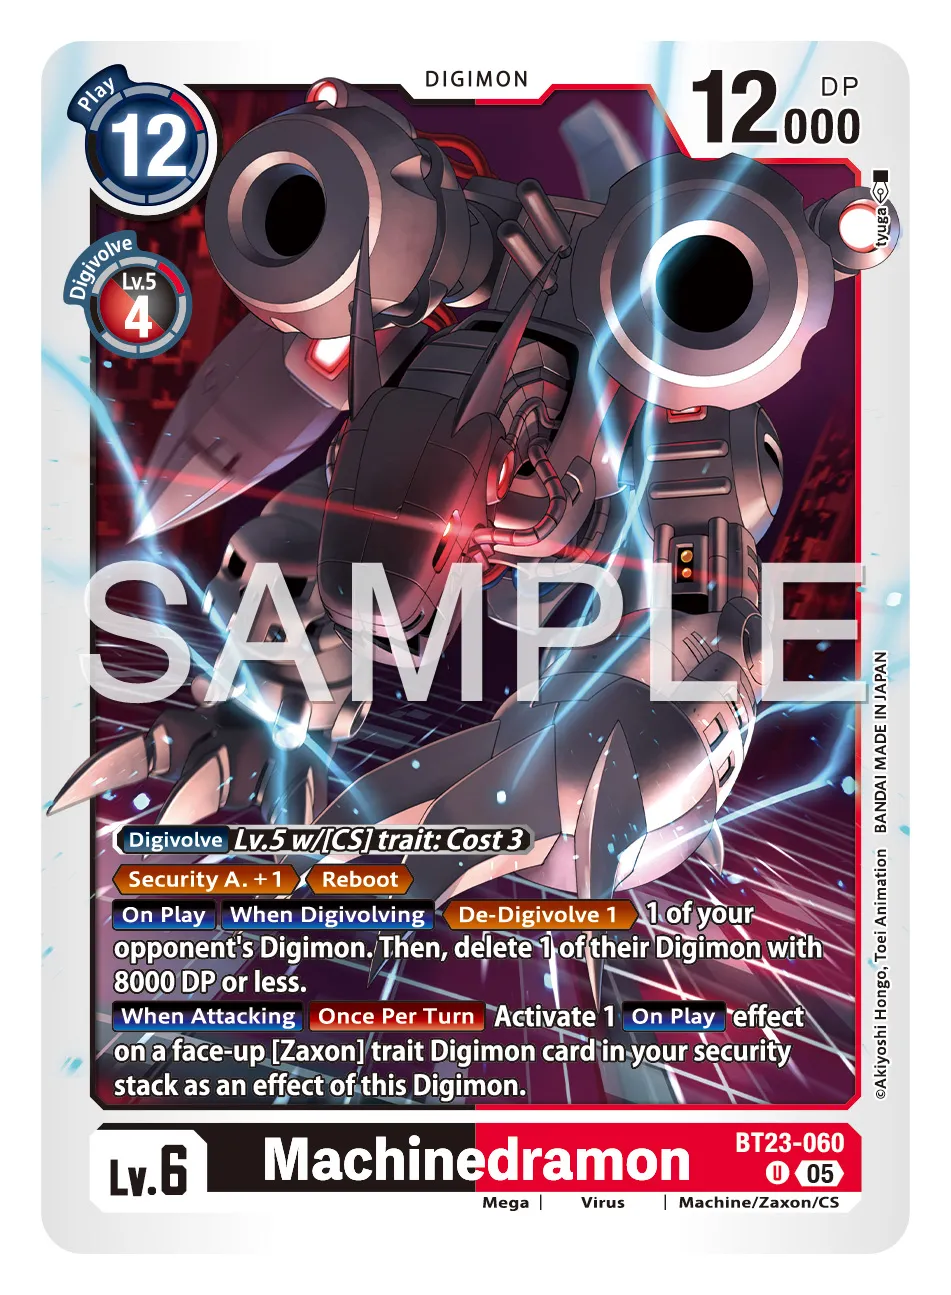 DIGIMON
Play
12
12000
DP
Digivolve
Lv.5
4
tyuga
SAMPLE
Digivolve Lv.5 w/[CS] trait: Cost 3
Security A. +1 Reboot
On Play When Digivolving De-Digivolve 1 1 of your
opponent's Digimon. Then, delete 1 of their Digimon with
8000 DP or less.
When Attacking Once Per Turn Activate 1 On Play effect
on a face-up [Zaxon] trait Digimon card in your security
stack as an effect of this Digimon.
©Akiyoshi Hongo, Toei Animation BANDAI MADE IN JAPAN
Lv.6
Machinedramon
BT23-060
U 05
Mega | Virus | Machine/Zaxon/CS